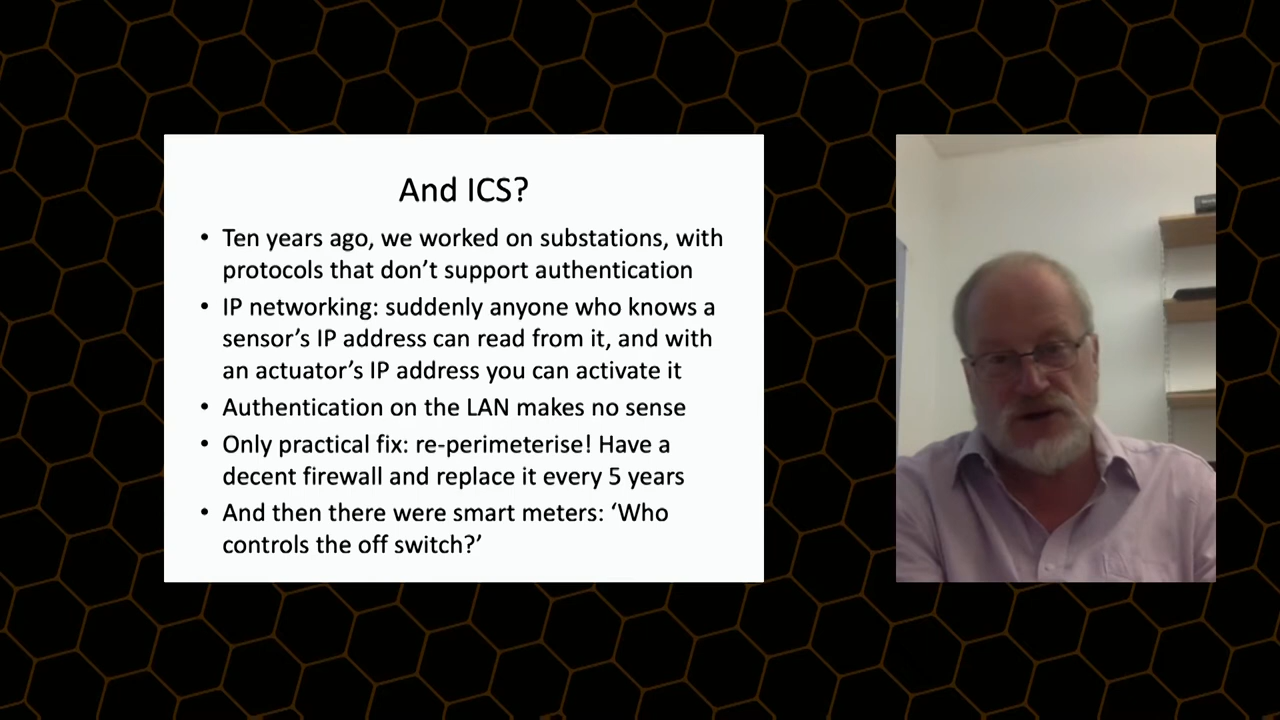 And ICS?
• Ten years ago, we worked on substations, with
protocols that don’t support authentication
• IP networking: suddenly anyone who knows a
sensor’s IP address can read from it, and with
an actuator’s IP address you can activate it
• Authentication on the LAN makes no sense
• Only practical fix: re-perimeterise! Have a
decent firewall and replace it every 5 years
• And then there were smart meters: ‘Who
controls the off switch?’